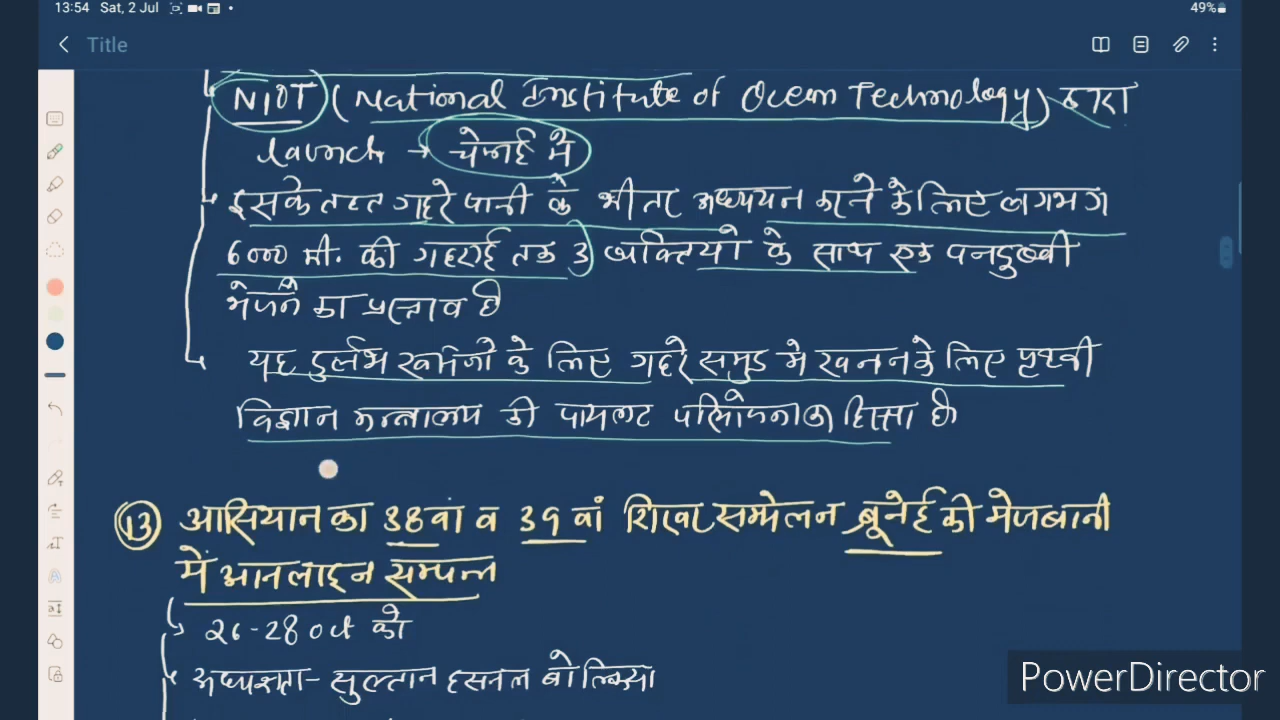 13:54 Sat, 2 Jul
49%
Title
NIOT (National Institute of Ocean Technology) द्वारा
launch → चेन्नई में
इसके तहत गहरे पानी के भीतर अध्ययन करने के लिए लगभग
6000 मी. की गहराई तक 3 व्यक्तियो के साथ एक पनडुब्बी
भेजने का प्रस्ताव है
यह दुर्लभ खनिजो के लिए गहरे समुद्र मे खनन के लिए पृथ्वी
विज्ञान मन्त्रालय की पायलट परियोजना का हिस्सा है
13 आसियान का 38वां व 39वां शिखर सम्मेलन ब्रूनेई की मेजबानी
में आनलाइन सम्पन्न
26-28 oct को
अध्यक्षता- सुल्तान हसनल बोल्किया
PowerDirector